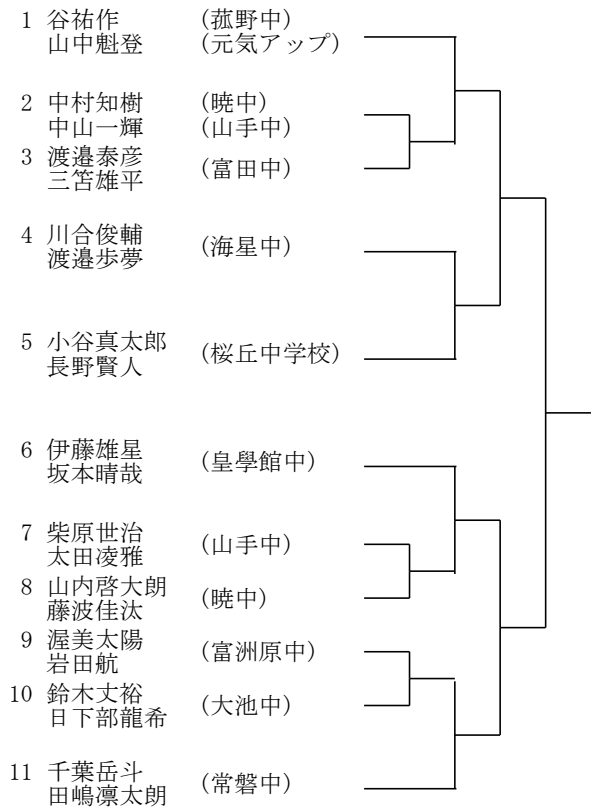 1 谷祐作 (菰野中)
山中魁登 (元気アップ)
2 中村知樹 (暁中)
中山一輝 (山手中)
3 渡邉泰彦 (富田中)
三笘雄平
4 川合俊輔 (海星中)
渡邉歩夢
5 小谷真太郎 (桜丘中学校)
長野賢人
6 伊藤雄星 (皇學館中)
坂本晴哉
7 柴原世治 (山手中)
太田凌雅
8 山内啓大朗 (暁中)
藤波佳汰
9 渥美太陽 (富洲原中)
岩田航
10 鈴木丈裕 (大池中)
日下部龍希
11 千葉岳斗 (常磐中)
田嶋凛太朗